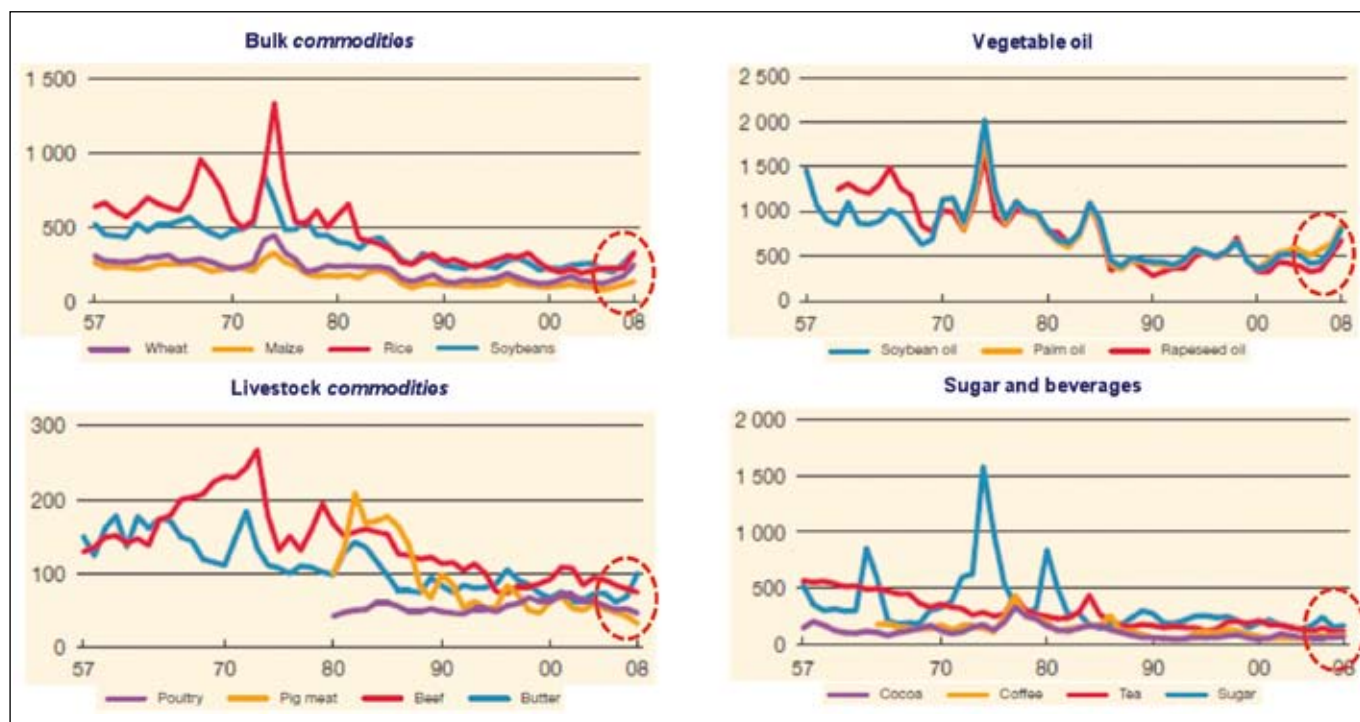 Bulk commodities
1 500
1 000
500
0
57 70 80 90 00 08
Wheat Maize Rice Soybeans
Vegetable oil
2 500
2 000
1 500
1 000
500
0
57 70 80 90 00 08
Soybean oil Palm oil Rapeseed oil
Livestock commodities
300
200
100
0
57 70 80 90 00 08
Poultry Pig meat Beef Butter
Sugar and beverages
2 000
1 500
1 000
500
0
57 70 80 90 00 08
Cocoa Coffee Tea Sugar